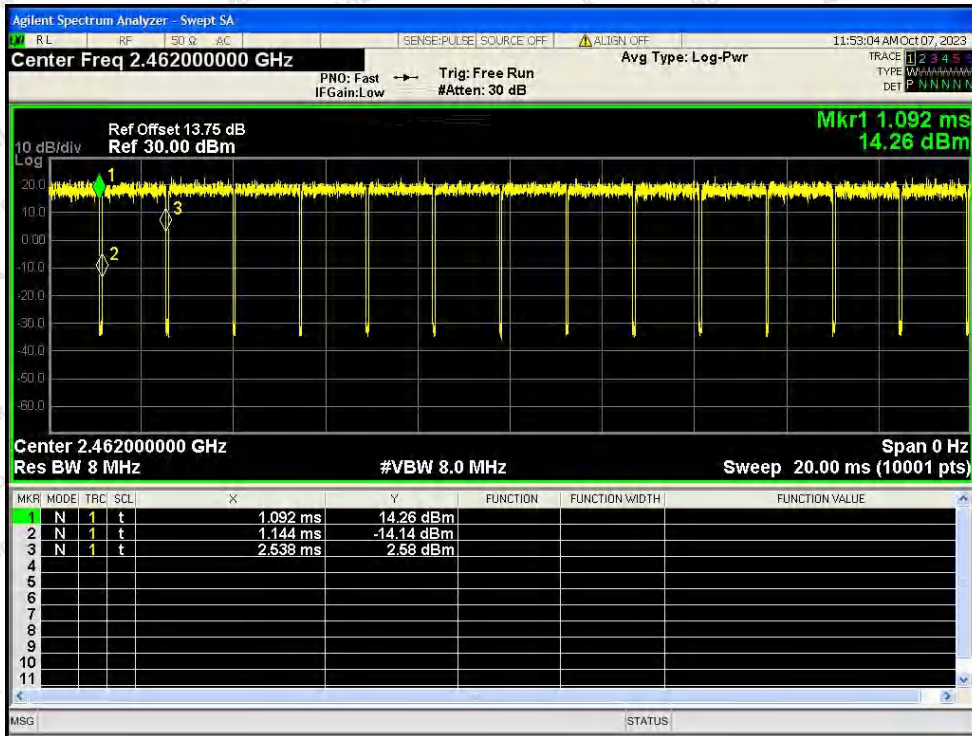 Agilent Spectrum Analyzer - Swept SA
RL RF 50 Ω AC SENSE:PULSE SOURCE OFF ALIGN OFF 11:53:04 AM Oct 07, 2023
Center Freq 2.462000000 GHz
PNO: Fast
IFGain:Low
Trig: Free Run
#Atten: 30 dB
Avg Type: Log-Pwr
TRACE 1 2 3 4 5 6
TYPE W
DET P N N N N N
Mkr1 1.092 ms
14.26 dBm
Ref Offset 13.75 dB
10 dB/div Ref 30.00 dBm
Log
20.0
10.0
0.00
-10.0
-20.0
-30.0
-40.0
-50.0
-60.0
1
3
2
Center 2.462000000 GHz Span 0 Hz
Res BW 8 MHz #VBW 8.0 MHz Sweep 20.00 ms (10001 pts)
MKR MODE TRC SCL X Y FUNCTION FUNCTION WIDTH FUNCTION VALUE
1 N 1 t 1.092 ms 14.26 dBm
2 N 1 t 1.144 ms -14.14 dBm
3 N 1 t 2.538 ms 2.58 dBm
4
5
6
7
8
9
10
11
MSG STATUS